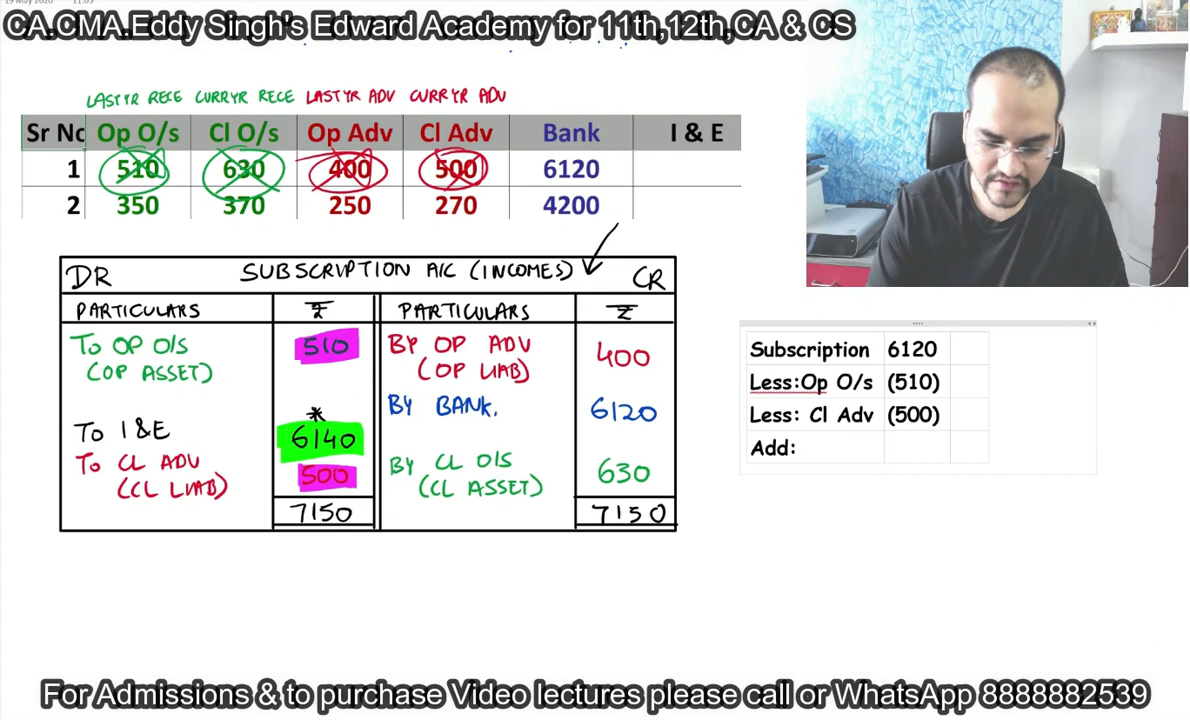 19 May 2020 11:05
CA.CMA.Eddy Singh's Edward Academy for 11th,12th,CA & CS
LAST YR RECE CURR YR RECE LAST YR ADV CURR YR ADV
Sr No Op O/s Cl O/s Op Adv Cl Adv Bank I & E
1 510 630 400 500 6120
2 350 370 250 270 4200
DR SUBSCRIPTION A/C (INCOMES) CR
PARTICULARS ₹ PARTICULARS ₹
TO OP O/S 510 BY OP ADV 400
(OP ASSET) (OP LIAB)
BY BANK. 6120
*
TO I & E 6140
TO CL ADV 500 BY CL O/S 630
(CL LIAB) (CL ASSET)
7150 7150
Subscription 6120
Less:Op O/s (510)
Less: Cl Adv (500)
Add:
For Admissions & to purchase Video lectures please call or WhatsApp 8888882539